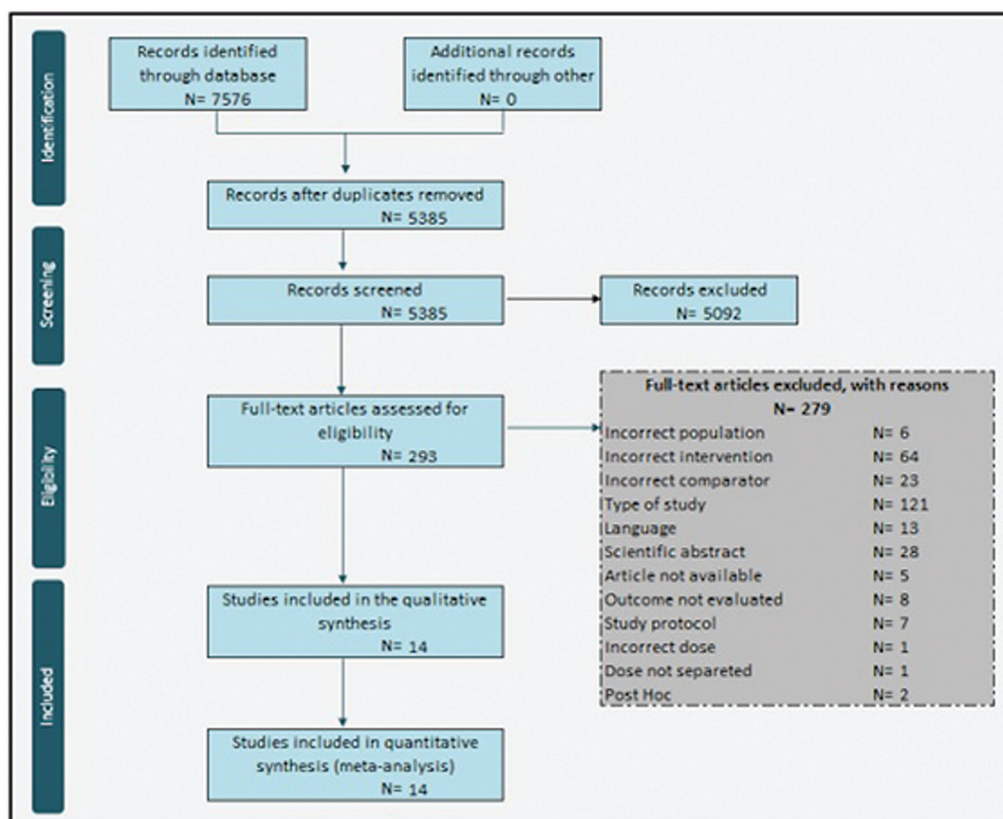 Identification
Records identified
through database
N= 7576
Additional records
identified through other
N= 0
Records after duplicates removed
N= 5385
Screening
Records screened
N= 5385
Records excluded
N= 5092
Eligibility
Full-text articles assessed for
eligibility
N= 293
Full-text articles excluded, with reasons
N= 279
Incorrect population N= 6
Incorrect intervention N= 64
Incorrect comparator N= 23
Type of study N= 121
Language N= 13
Scientific abstract N= 28
Article not available N= 5
Outcome not evaluated N= 8
Study protocol N= 7
Incorrect dose N= 1
Dose not separeted N= 1
Post Hoc N= 2
Included
Studies included in the qualitative
synthesis
N= 14
Studies included in quantitative
synthesis (meta-analysis)
N= 14